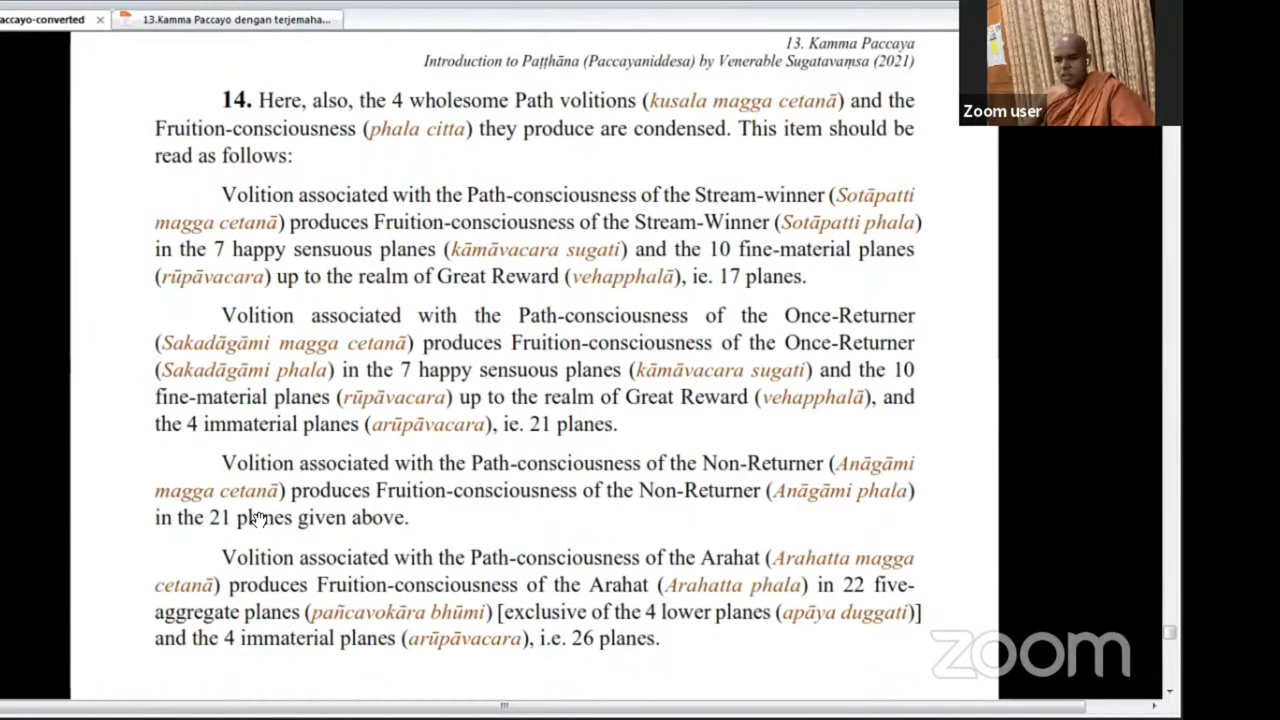 accayo-converted
13.Kamma Paccayo dengan terjemaha...
13. Kamma Paccaya
Introduction to Paṭṭhāna (Paccayaniddesa) by Venerable Sugatavaṃsa (2021)
Zoom user
14. Here, also, the 4 wholesome Path volitions (kusala magga cetanā) and the
Fruition-consciousness (phala citta) they produce are condensed. This item should be
read as follows:
Volition associated with the Path-consciousness of the Stream-winner (Sotāpatti
magga cetanā) produces Fruition-consciousness of the Stream-Winner (Sotāpatti phala)
in the 7 happy sensuous planes (kāmāvacara sugati) and the 10 fine-material planes
(rūpāvacara) up to the realm of Great Reward (vehapphalā), ie. 17 planes.
Volition associated with the Path-consciousness of the Once-Returner
(Sakadāgāmi magga cetanā) produces Fruition-consciousness of the Once-Returner
(Sakadāgāmi phala) in the 7 happy sensuous planes (kāmāvacara sugati) and the 10
fine-material planes (rūpāvacara) up to the realm of Great Reward (vehapphalā), and
the 4 immaterial planes (arūpāvacara), ie. 21 planes.
Volition associated with the Path-consciousness of the Non-Returner (Anāgāmi
magga cetanā) produces Fruition-consciousness of the Non-Returner (Anāgāmi phala)
in the 21 planes given above.
Volition associated with the Path-consciousness of the Arahat (Arahatta magga
cetanā) produces Fruition-consciousness of the Arahat (Arahatta phala) in 22 five-
aggregate planes (pañcavokāra bhūmi) [exclusive of the 4 lower planes (apāya duggati)]
and the 4 immaterial planes (arūpāvacara), i.e. 26 planes.
zoom